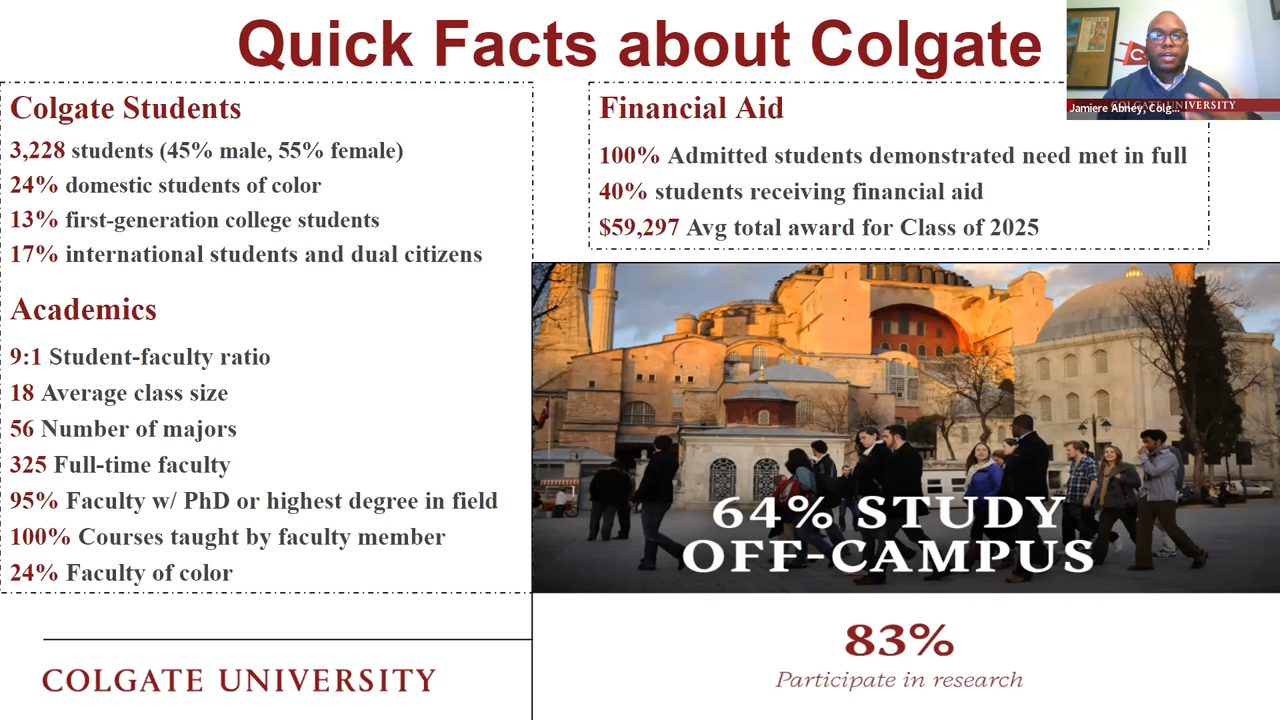 Quick Facts about Colgate
Colgate Students
3,228 students (45% male, 55% female)
24% domestic students of color
13% first-generation college students
17% international students and dual citizens
Academics
9:1 Student-faculty ratio
18 Average class size
56 Number of majors
325 Full-time faculty
95% Faculty w/ PhD or highest degree in field
100% Courses taught by faculty member
24% Faculty of color
COLGATE UNIVERSITY
Financial Aid
100% Admitted students demonstrated need met in full
40% students receiving financial aid
$59,297 Avg total award for Class of 2025
64% STUDY
OFF-CAMPUS
83%
Participate in research
C
COLGATE UNIVERSITY
Jamiere Abney, Colg...